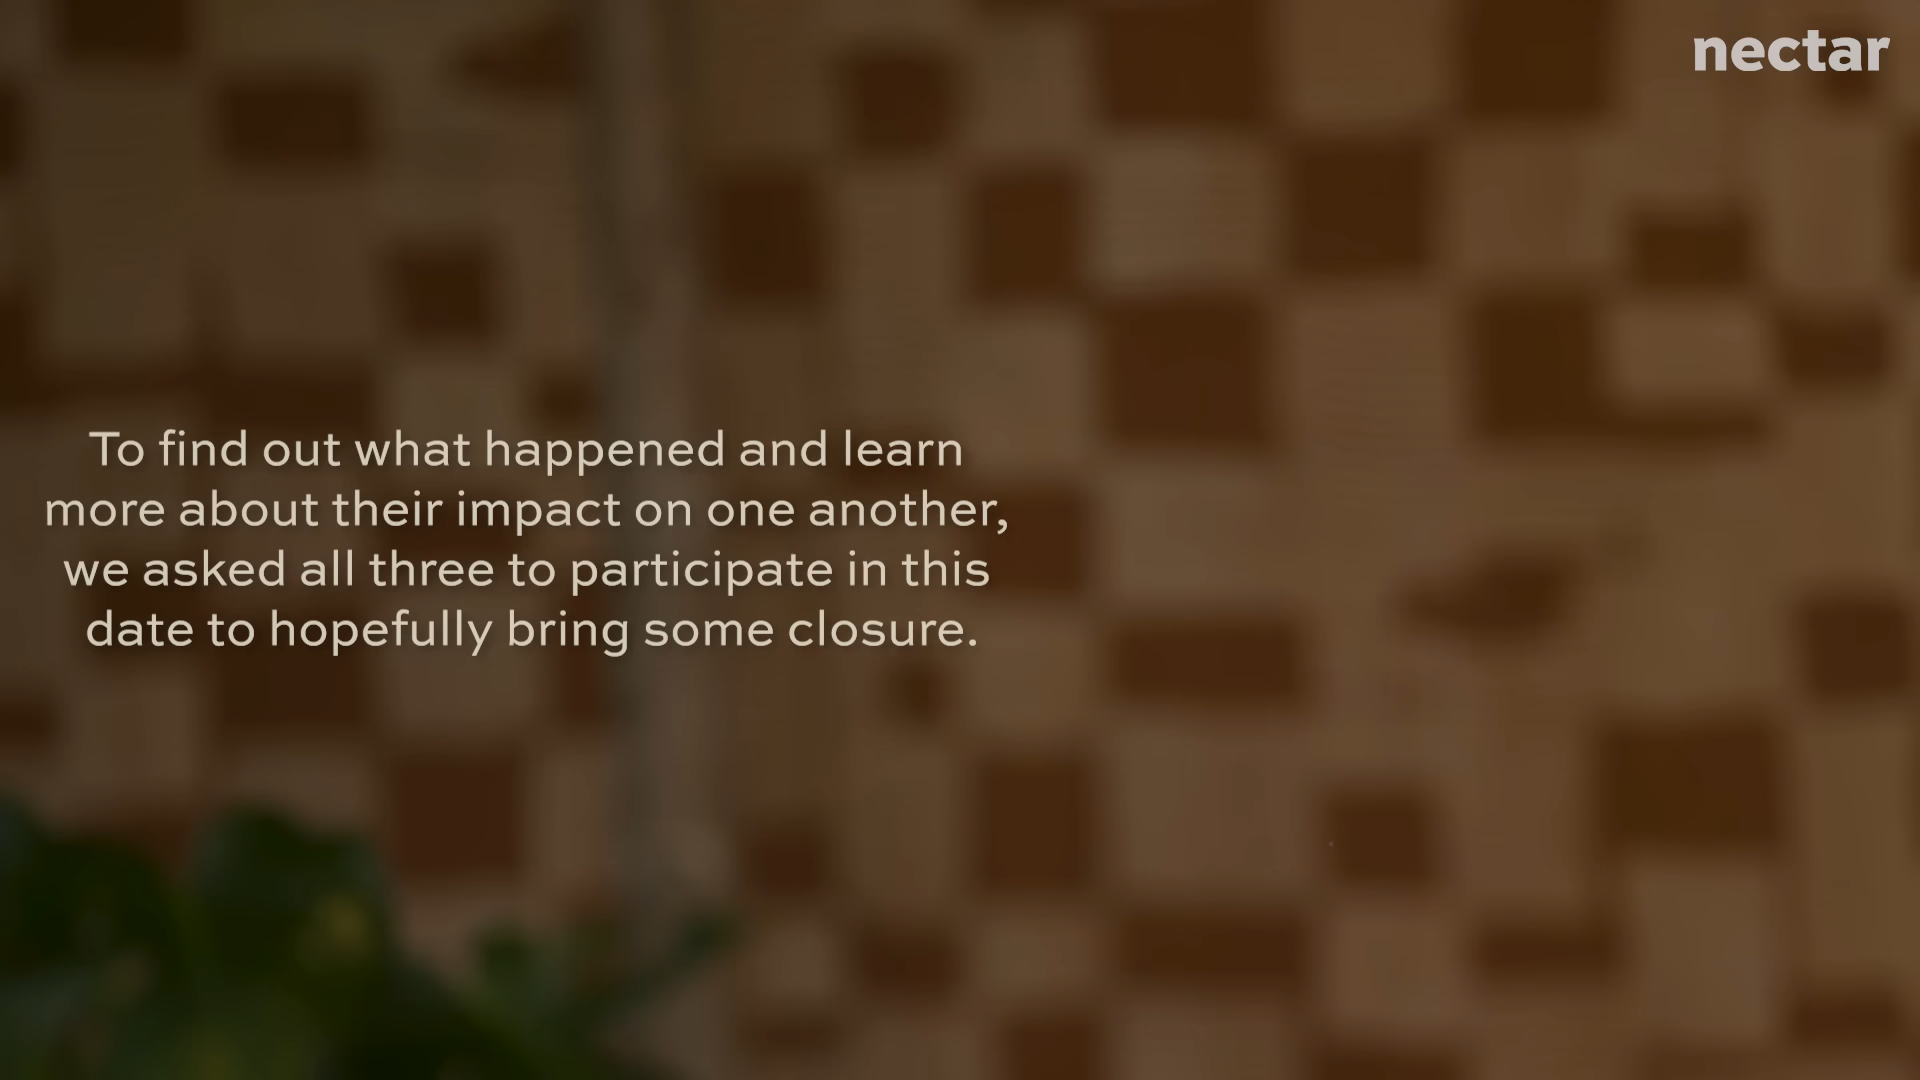 nectar
To find out what happened and learn
more about their impact on one another,
we asked all three to participate in this
date to hopefully bring some closure.